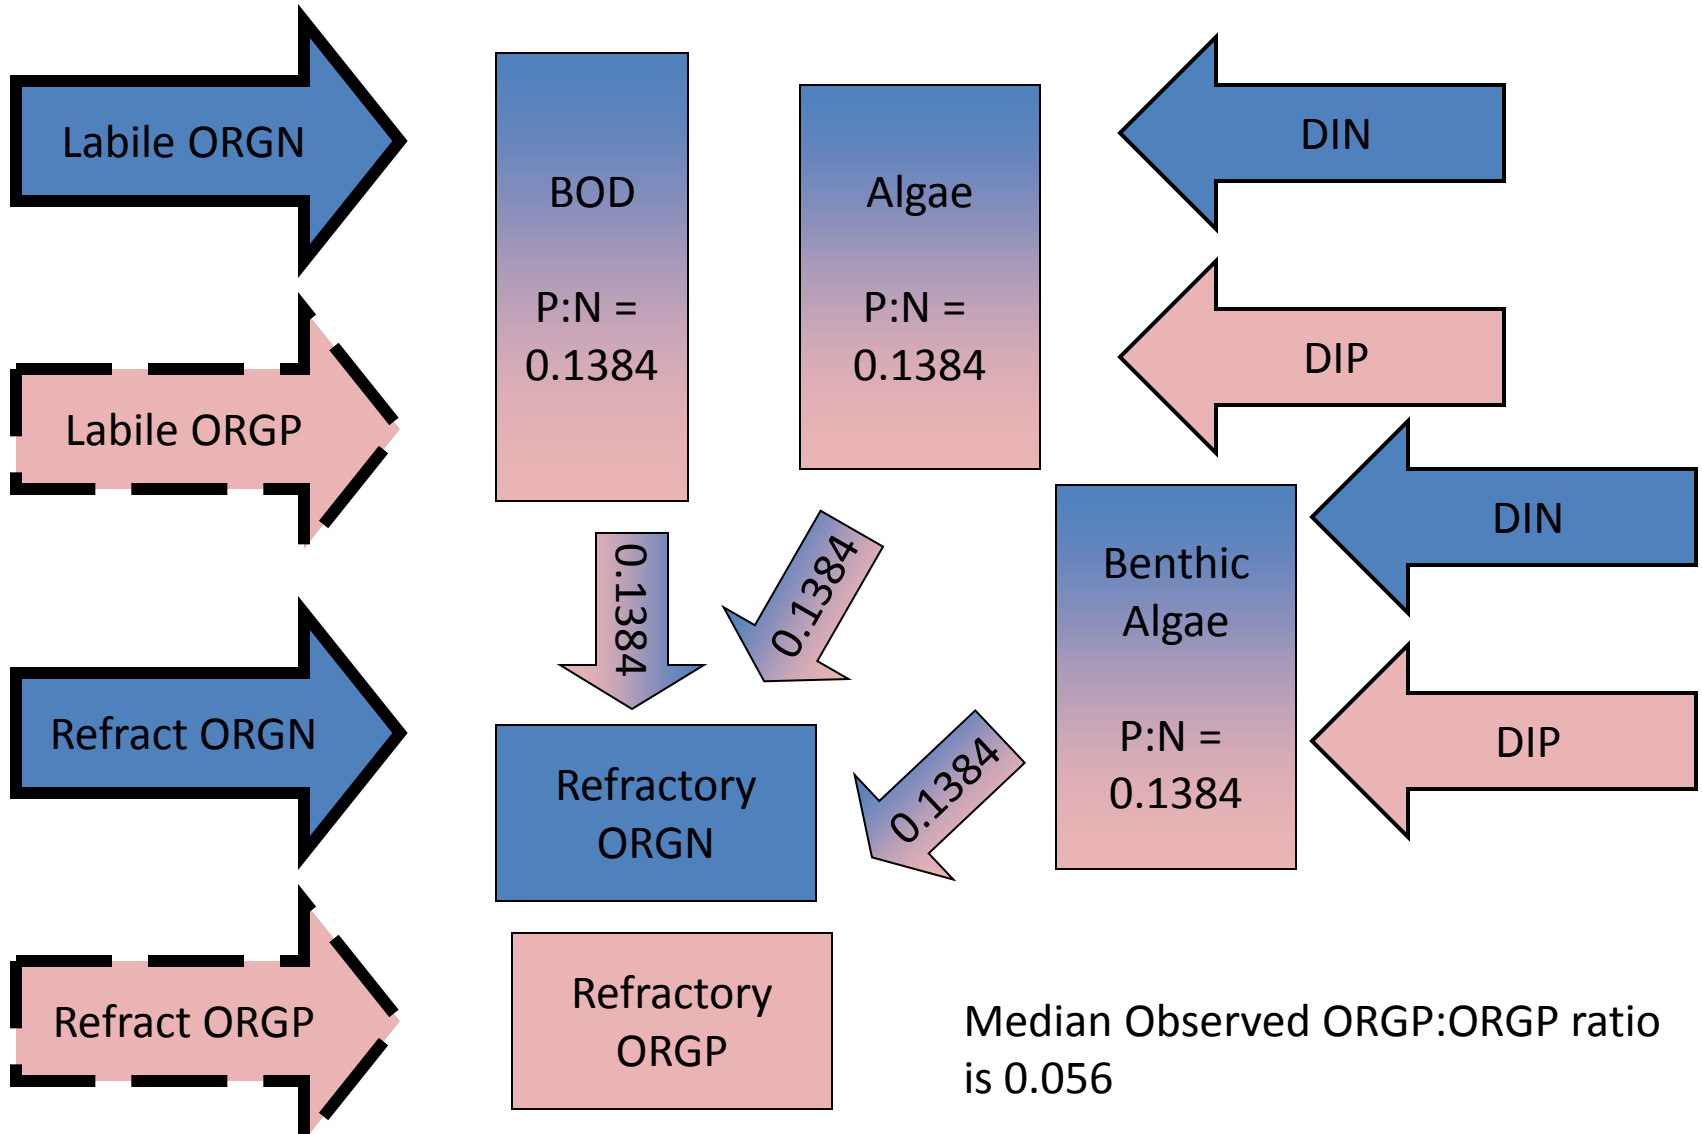 Labile ORGN
Labile ORGP
Refract ORGN
Refract ORGP
BOD
P:N =
0.1384
Algae
P:N =
0.1384
DIN
DIP
DIN
DIP
Benthic
Algae
P:N =
0.1384
0.1384
0.1384
0.1384
Refractory
ORGN
Refractory
ORGP
Median Observed ORGP:ORGP ratio
is 0.056